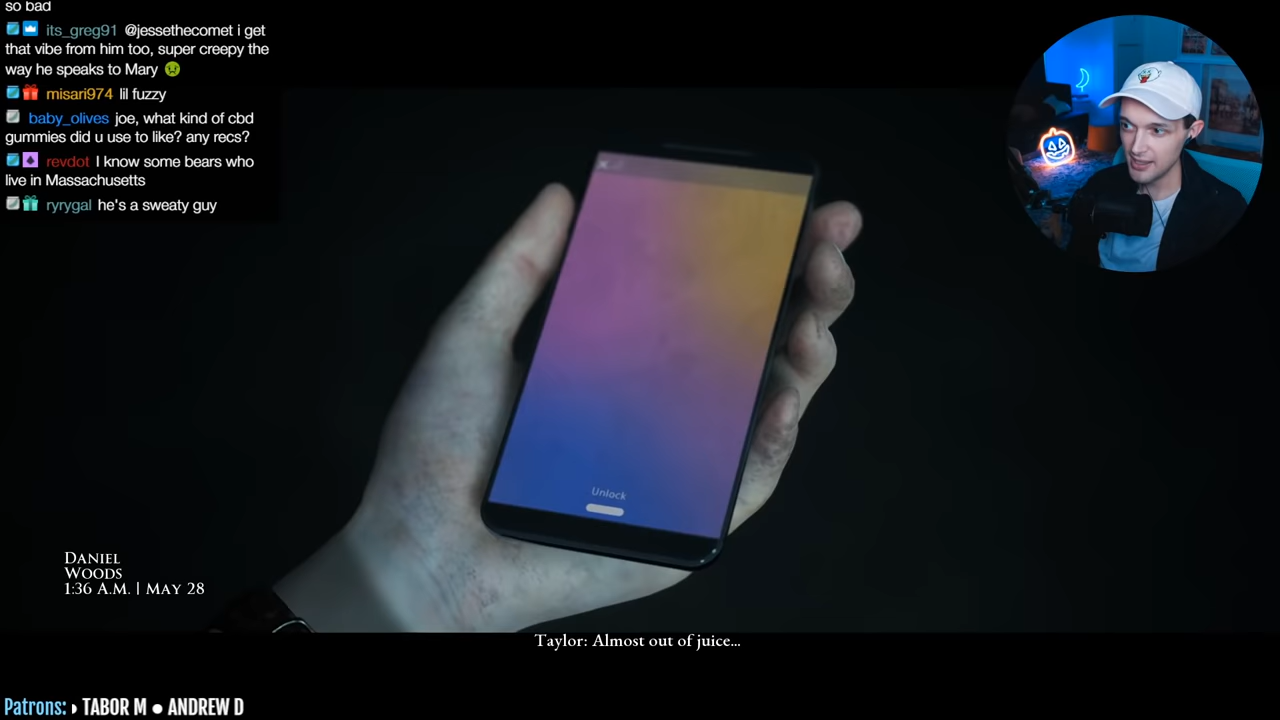 so bad
its_greg91 @jessethecomet i get
that vibe from him too, super creepy the
way he speaks to Mary
misari974 lil fuzzy
baby_olives joe, what kind of cbd
gummies did u use to like? any recs?
revdot I know some bears who
live in Massachusetts
ryrygal he's a sweaty guy
Unlock
DANIEL
WOODS
1:36 A.M. | MAY 28
Taylor: Almost out of juice...
Patrons: TABOR M ● ANDREW D